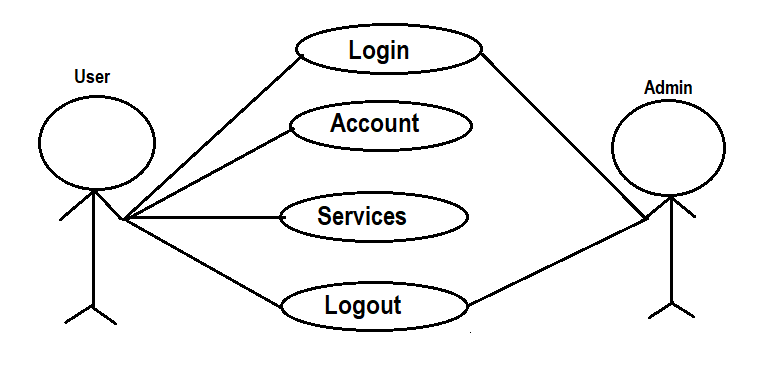 User
Login
Admin
Account
Services
Logout